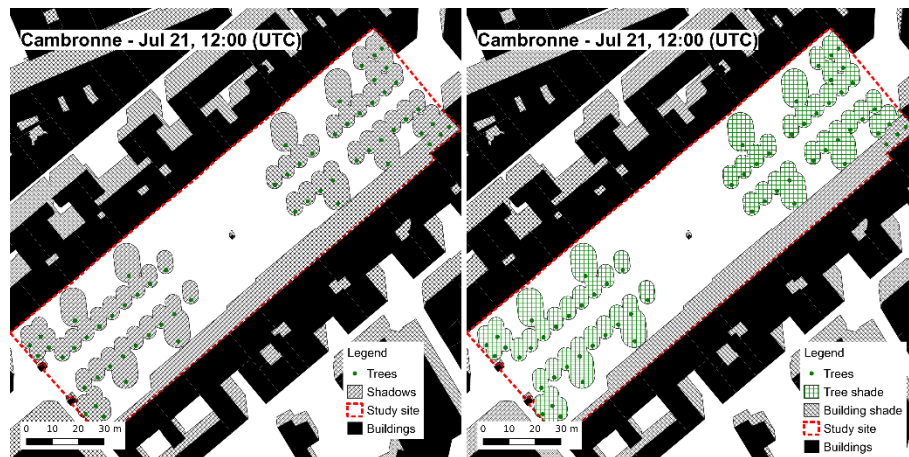 Cambronne - Jul 21, 12:00 (UTC)
Legend
Trees
Shadows
Study site
Buildings
0 10 20 30 m
Cambronne - Jul 21, 12:00 (UTC)
Legend
Trees
Tree shade
Building shade
Study site
Buildings
0 10 20 30 m